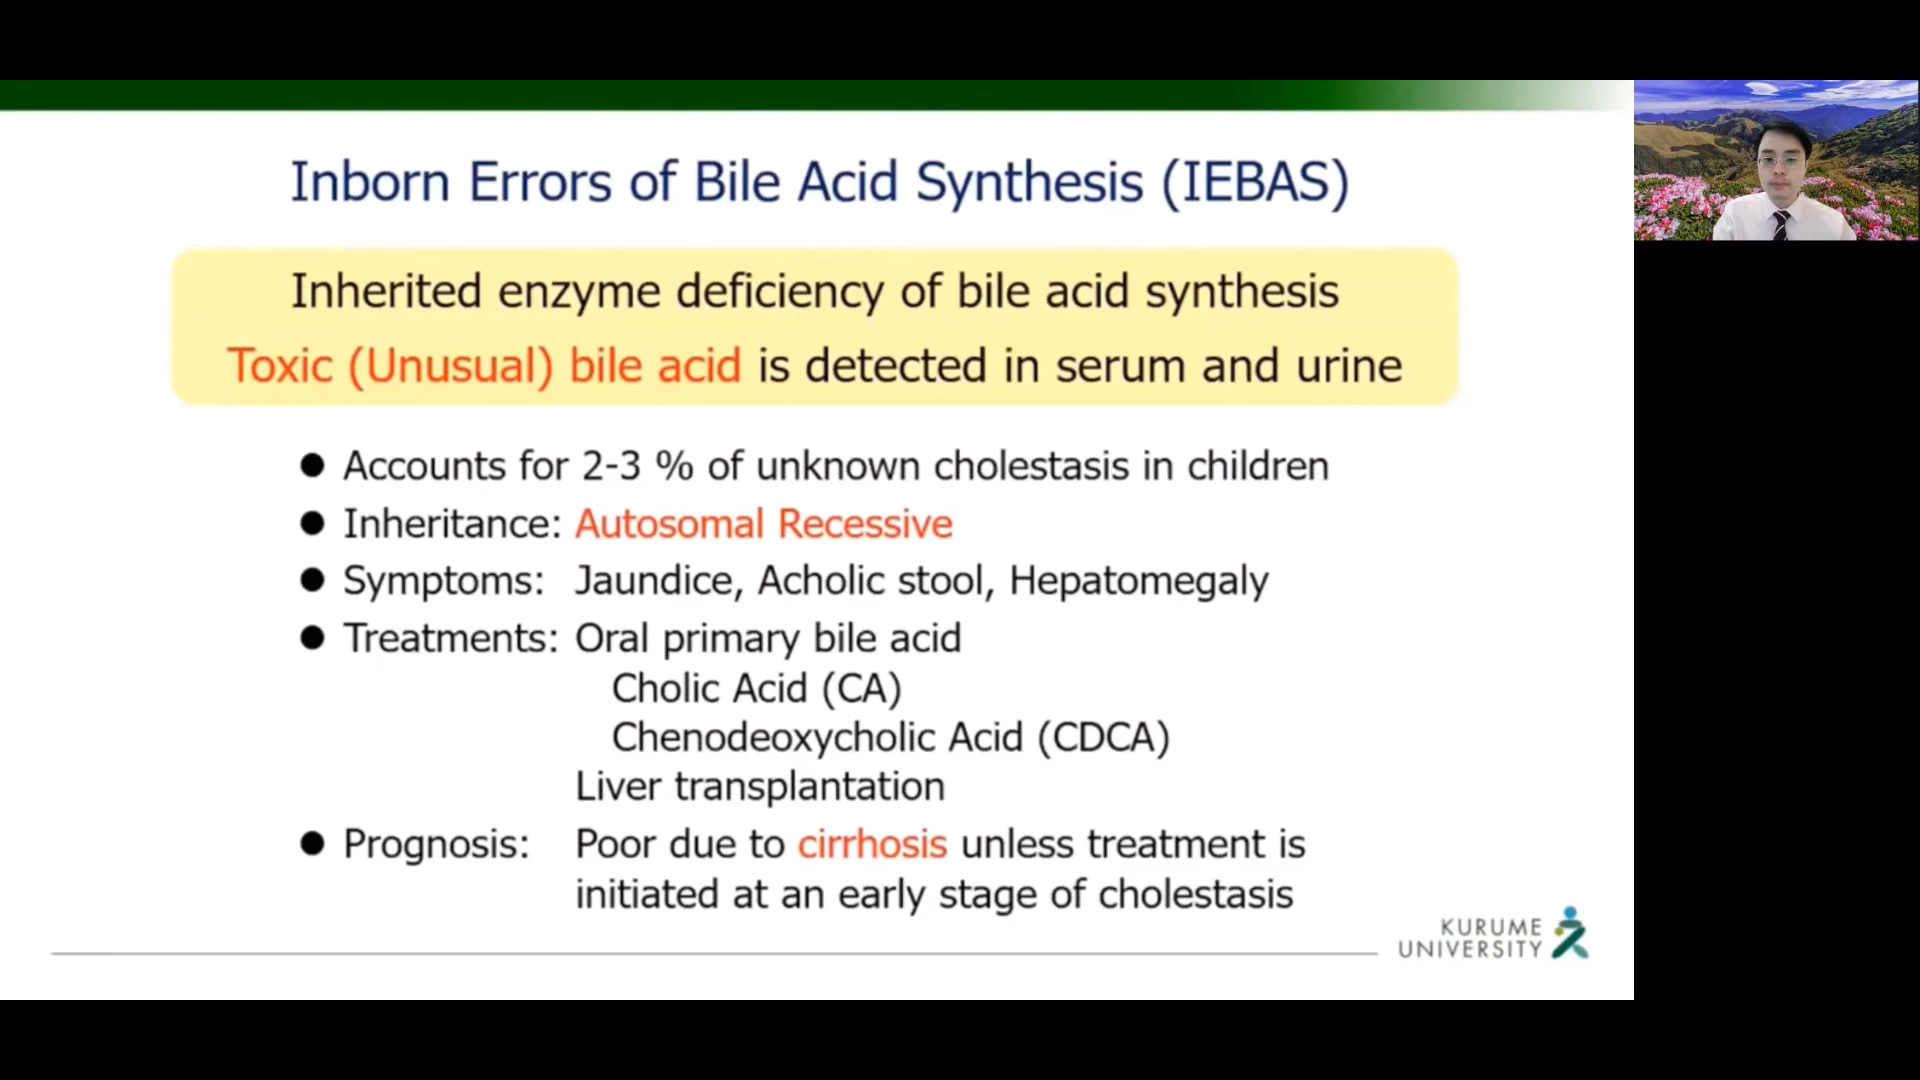 Inborn Errors of Bile Acid Synthesis (IEBAS)
Inherited enzyme deficiency of bile acid synthesis
Toxic (Unusual) bile acid is detected in serum and urine
● Accounts for 2-3 % of unknown cholestasis in children
● Inheritance: Autosomal Recessive
● Symptoms: Jaundice, Acholic stool, Hepatomegaly
● Treatments: Oral primary bile acid
Cholic Acid (CA)
Chenodeoxycholic Acid (CDCA)
Liver transplantation
● Prognosis: Poor due to cirrhosis unless treatment is
initiated at an early stage of cholestasis
KURUME
UNIVERSITY